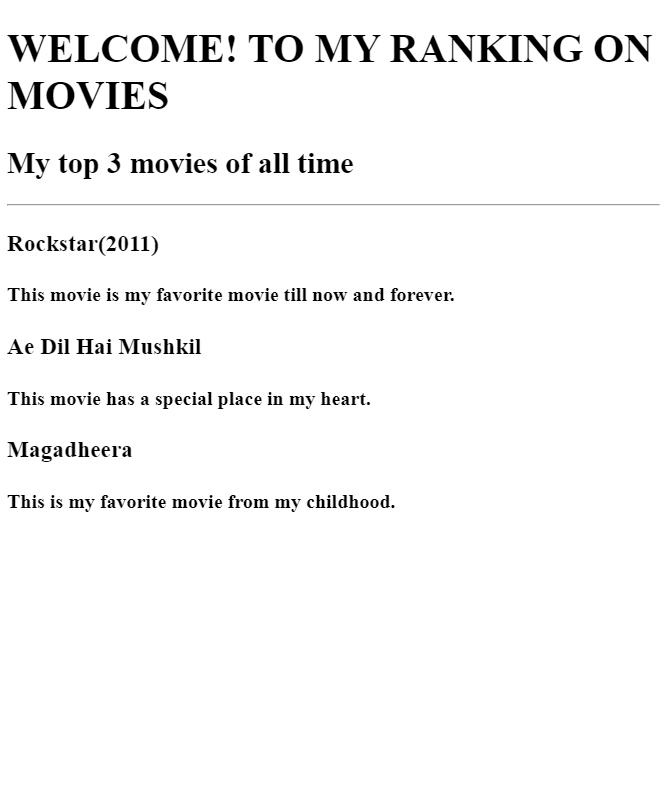 WELCOME! TO MY RANKING ON
MOVIES
My top 3 movies of all time
Rockstar(2011)
This movie is my favorite movie till now and forever.
Ae Dil Hai Mushkil
This movie has a special place in my heart.
Magadheera
This is my favorite movie from my childhood.